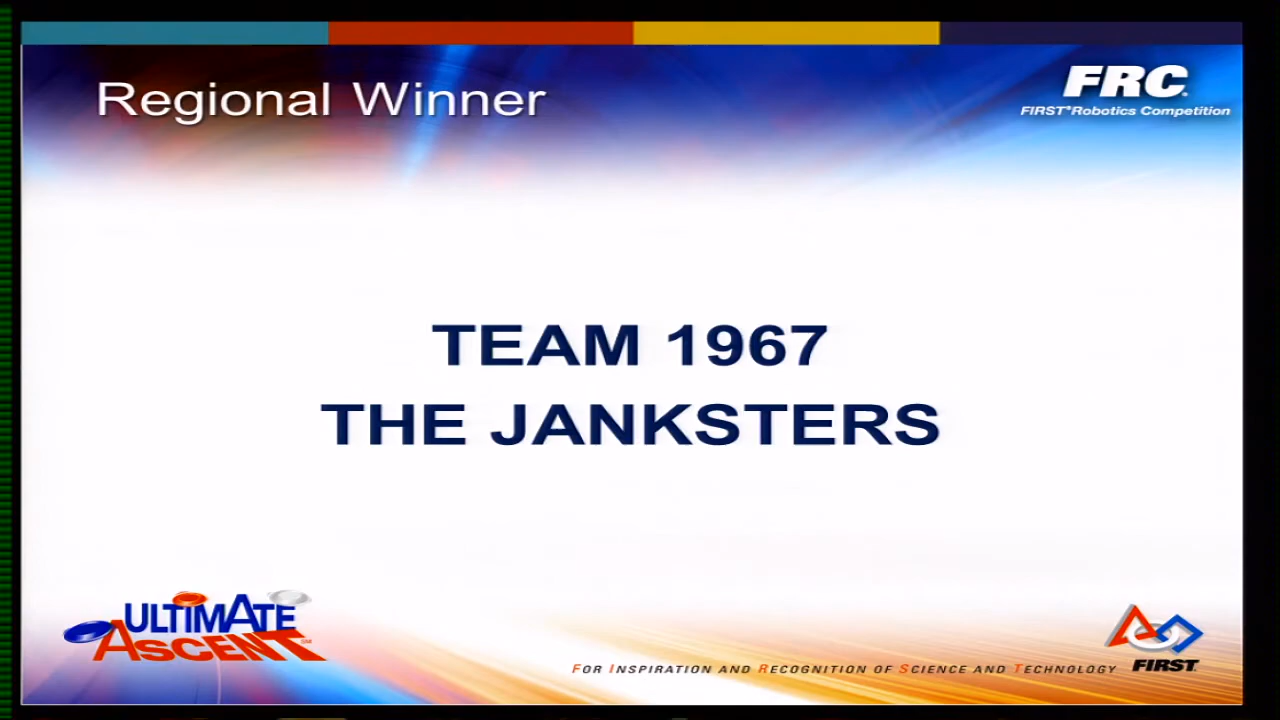 Regional Winner
FRC
FIRST® Robotics Competition
TEAM 1967
THE JANKSTERS
ULTIMATE
ASCENT
FOR INSPIRATION AND RECOGNITION OF SCIENCE AND TECHNOLOGY
FIRST